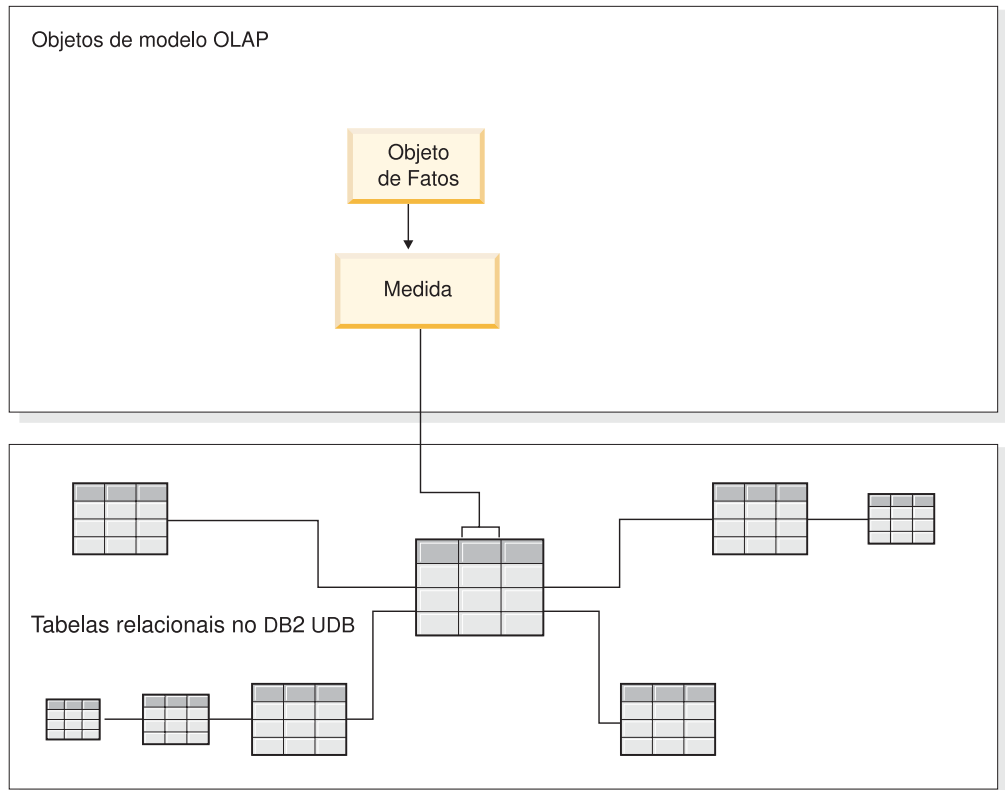 Objetos de modelo OLAP
Objeto
de Fatos
Medida
Tabelas relacionais no DB2 UDB